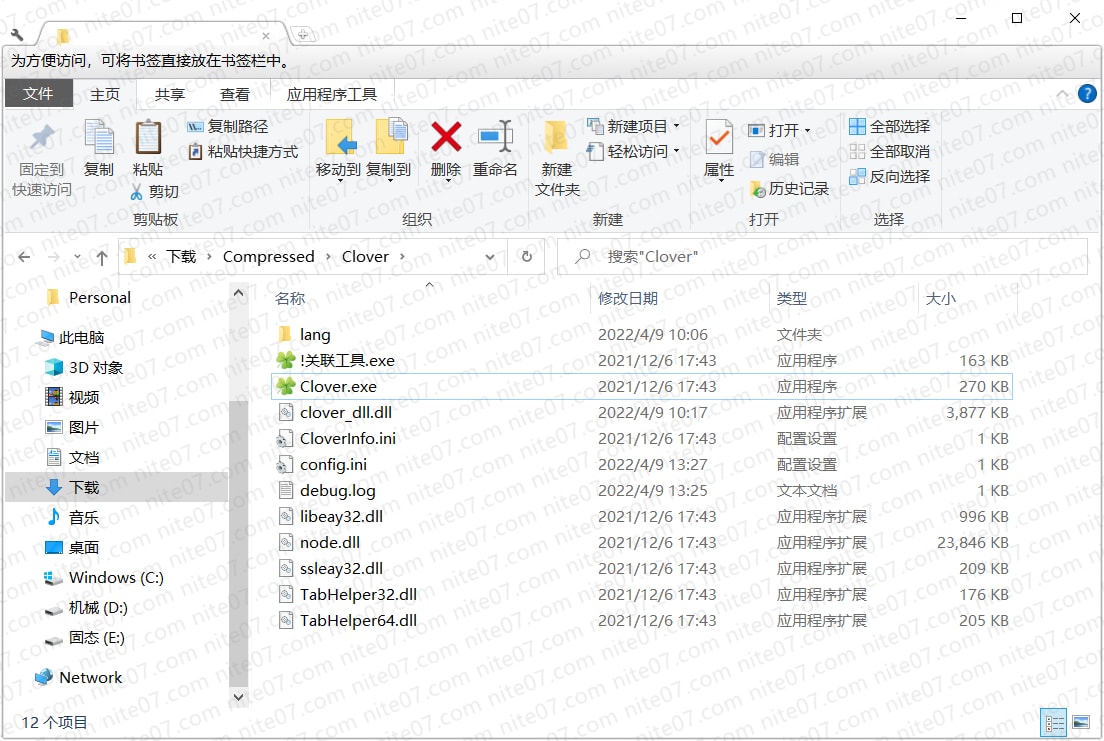 为方便访问，可将书签直接放在书签栏中。
文件 主页 共享 查看 应用程序工具
固定到快速访问
复制
粘贴
复制路径
粘贴快捷方式
剪切
剪贴板
移动到 复制到 删除 重命名
组织
新建文件夹
新建项目
轻松访问
新建
属性
打开
编辑
历史记录
打开
全部选择
全部取消
反向选择
选择
« 下载 › Compressed › Clover ›
搜索"Clover"
Personal
此电脑
3D 对象
视频
图片
文档
下载
音乐
桌面
Windows (C:)
机械 (D:)
固态 (E:)
Network
名称 修改日期 类型 大小
lang 2022/4/9 10:06 文件夹
!关联工具.exe 2021/12/6 17:43 应用程序 163 KB
Clover.exe 2021/12/6 17:43 应用程序 270 KB
clover_dll.dll 2022/4/9 10:17 应用程序扩展 3,877 KB
CloverInfo.ini 2021/12/6 17:43 配置设置 1 KB
config.ini 2022/4/9 13:27 配置设置 1 KB
debug.log 2022/4/9 13:25 文本文档 1 KB
libeay32.dll 2021/12/6 17:43 应用程序扩展 996 KB
node.dll 2021/12/6 17:43 应用程序扩展 23,846 KB
ssleay32.dll 2021/12/6 17:43 应用程序扩展 209 KB
TabHelper32.dll 2021/12/6 17:43 应用程序扩展 176 KB
TabHelper64.dll 2021/12/6 17:43 应用程序扩展 205 KB
12 个项目
nite07.com